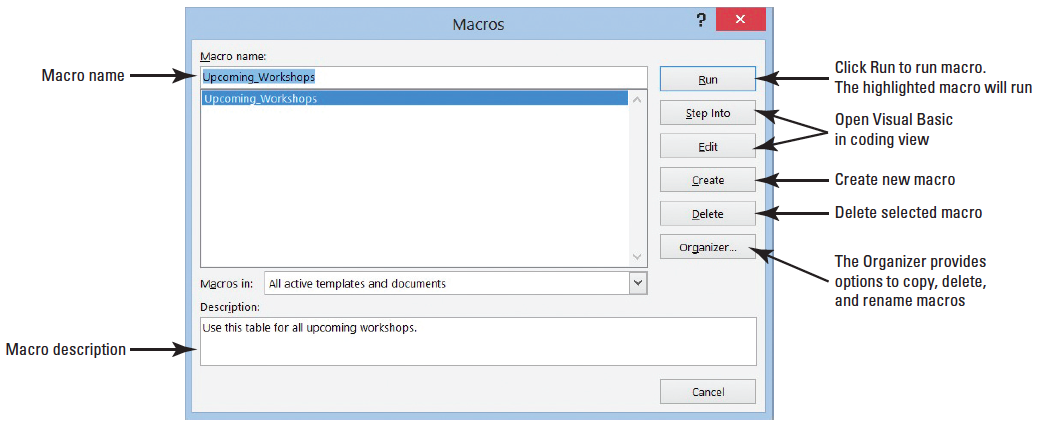 Macros
?
Macro name:
Macro name
Upcoming_Workshops
Upcoming_Workshops
Run
Click Run to run macro.
The highlighted macro will run
Step Into
Open Visual Basic
in coding view
Edit
Create
Create new macro
Delete
Delete selected macro
Organizer...
The Organizer provides
options to copy, delete,
and rename macros
Macros in:
All active templates and documents
Description:
Use this table for all upcoming workshops.
Macro description
Cancel